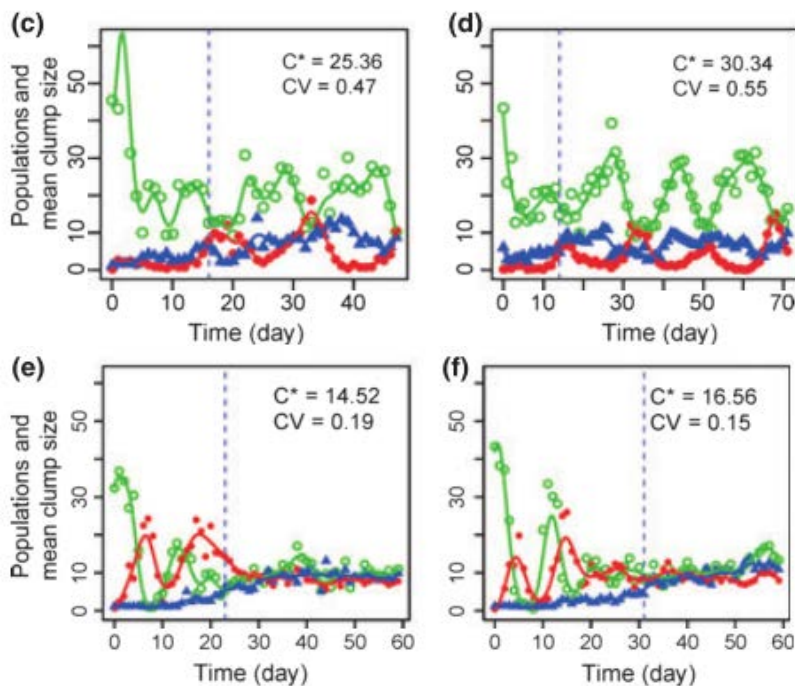 (c)
C* = 25.36
CV = 0.47
Populations and
mean clump size
0 10 30 50
0 10 20 30 40
Time (day)
(d)
C* = 30.34
CV = 0.55
0 10 30 50
0 10 30 50 70
Time (day)
(e)
C* = 14.52
CV = 0.19
Populations and
mean clump size
0 10 30 50
0 10 20 30 40 50 60
Time (day)
(f)
C* = 16.56
CV = 0.15
0 10 30 50
0 10 20 30 40 50 60
Time (day)